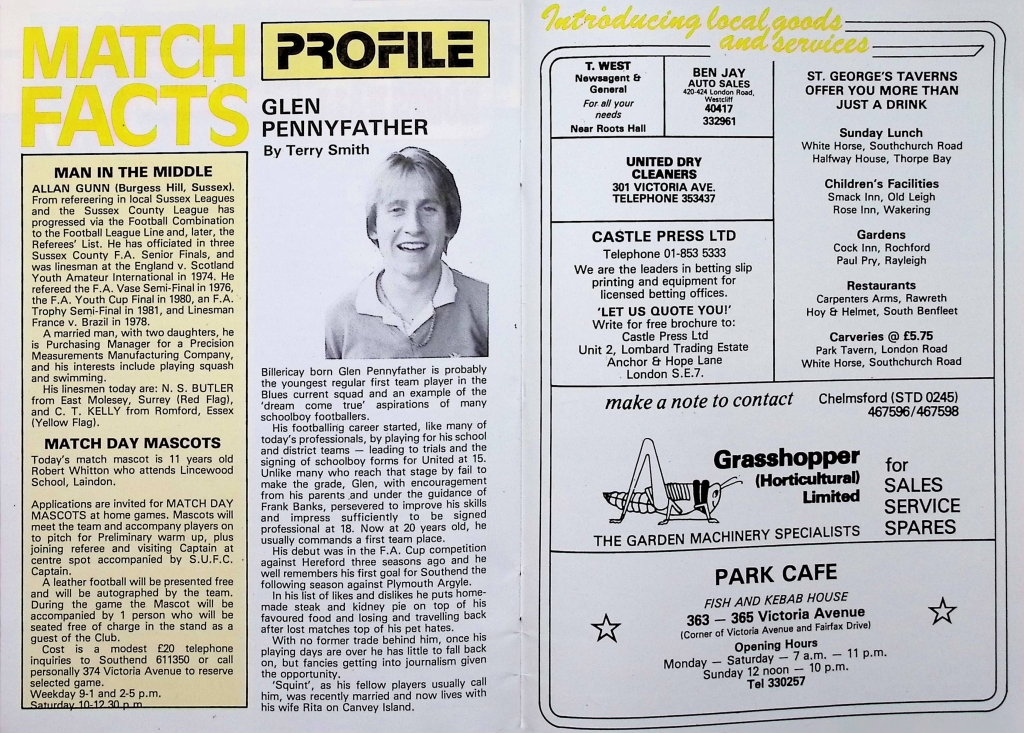 MATCH
FACTS
MAN IN THE MIDDLE
ALLAN GUNN (Burgess Hill, Sussex).
From refereering in local Sussex Leagues
and the Sussex County League has
progressed via the Football Combination
to the Football League Line and, later, the
Referees' List. He has officiated in three
Sussex County F.A. Senior Finals, and
was linesman at the England v. Scotland
Youth Amateur International in 1974. He
refereed the F.A. Vase Semi-Final in 1976,
the F.A. Youth Cup Final in 1980, an F.A.
Trophy Semi-Final in 1981, and Linesman
France v. Brazil in 1978.
A married man, with two daughters, he
is Purchasing Manager for a Precision
Measurements Manufacturing Company,
and his interests include playing squash
and swimming.
His linesmen today are: N. S. BUTLER
from East Molesey, Surrey (Red Flag),
and C. T. KELLY from Romford, Essex
(Yellow Flag).
MATCH DAY MASCOTS
Today's match mascot is 11 years old
Robert Whitton who attends Lincewood
School, Laindon.
Applications are invited for MATCH DAY
MASCOTS at home games. Mascots will
meet the team and accompany players on
to pitch for Preliminary warm up, plus
joining referee and visiting Captain at
centre spot accompanied by S.U.F.C.
Captain.
A leather football will be presented free
and will be autographed by the team.
During the game the Mascot will be
accompanied by 1 person who will be
seated free of charge in the stand as a
guest of the Club.
Cost is a modest £20 telephone
inquiries to Southend 611350 or call
personally 374 Victoria Avenue to reserve
selected game.
Weekday 9-1 and 2-5 p.m.
Saturday 10-12.30 p.m.
PROFILE
GLEN
PENNYFATHER
By Terry Smith
Billericay born Glen Pennyfather is probably
the youngest regular first team player in the
Blues current squad and an example of the
'dream come true' aspirations of many
schoolboy footballers.
His footballing career started, like many of
today's professionals, by playing for his school
and district teams — leading to trials and the
signing of schoolboy forms for United at 15.
Unlike many who reach that stage by fail to
make the grade, Glen, with encouragement
from his parents and under the guidance of
Frank Banks, persevered to improve his skills
and impress sufficiently to be signed
professional at 18. Now at 20 years old, he
usually commands a first team place.
His debut was in the F.A. Cup competition
against Hereford three seasons ago and he
well remembers his first goal for Southend the
following season against Plymouth Argyle.
In his list of likes and dislikes he puts home-
made steak and kidney pie on top of his
favoured food and losing and travelling back
after lost matches top of his pet hates.
With no former trade behind him, once his
playing days are over he has little to fall back
on, but fancies getting into journalism given
the opportunity.
'Squint', as his fellow players usually call
him, was recently married and now lives with
his wife Rita on Canvey Island.
Introducing local goods
and services
T. WEST
Newsagent &
General
For all your
needs
Near Roots Hall
BEN JAY
AUTO SALES
420-424 London Road,
Westcliff
40417
332961
UNITED DRY
CLEANERS
301 VICTORIA AVE.
TELEPHONE 353437
CASTLE PRESS LTD
Telephone 01-853 5333
We are the leaders in betting slip
printing and equipment for
licensed betting offices.
'LET US QUOTE YOU!'
Write for free brochure to:
Castle Press Ltd
Unit 2, Lombard Trading Estate
Anchor & Hope Lane
London S.E.7.
ST. GEORGE'S TAVERNS
OFFER YOU MORE THAN
JUST A DRINK
Sunday Lunch
White Horse, Southchurch Road
Halfway House, Thorpe Bay
Children's Facilities
Smack Inn, Old Leigh
Rose Inn, Wakering
Gardens
Cock Inn, Rochford
Paul Pry, Rayleigh
Restaurants
Carpenters Arms, Rawreth
Hoy & Helmet, South Benfleet
Carveries @ £5.75
Park Tavern, London Road
White Horse, Southchurch Road
make a note to contact
Chelmsford (STD 0245)
467596/467598
Grasshopper
(Horticultural)
Limited
for
SALES
SERVICE
SPARES
THE GARDEN MACHINERY SPECIALISTS
PARK CAFE
FISH AND KEBAB HOUSE
363 — 365 Victoria Avenue
(Corner of Victoria Avenue and Fairfax Drive)
Opening Hours
Monday — Saturday — 7 a.m. — 11 p.m.
Sunday 12 noon — 10 p.m.
Tel 330257